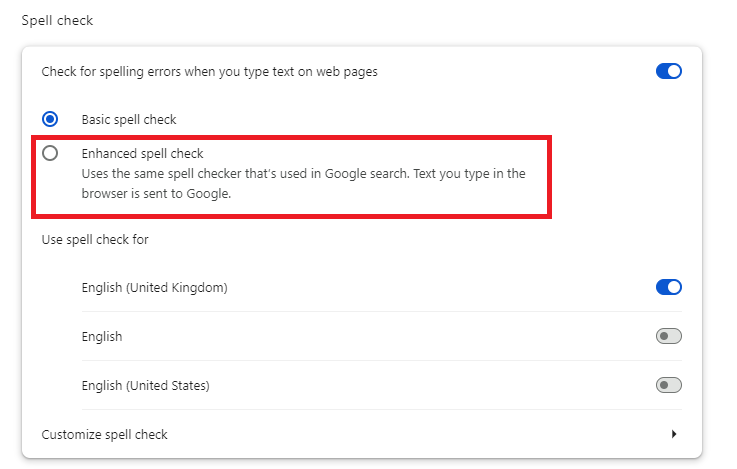 Spell check
Check for spelling errors when you type text on web pages
Basic spell check
Enhanced spell check
Uses the same spell checker that's used in Google search. Text you type in the
browser is sent to Google.
Use spell check for
English (United Kingdom)
English
English (United States)
Customize spell check